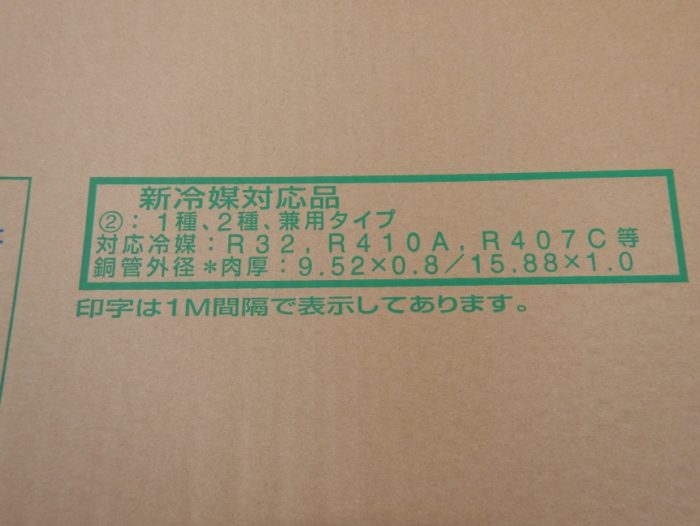 新冷媒対応品
②：1種、2種、兼用タイプ
対応冷媒：R32，R410A，R407C等
銅管外径＊肉厚：9.52×0.8／15.88×1.0
印字は1M間隔で表示してあります。